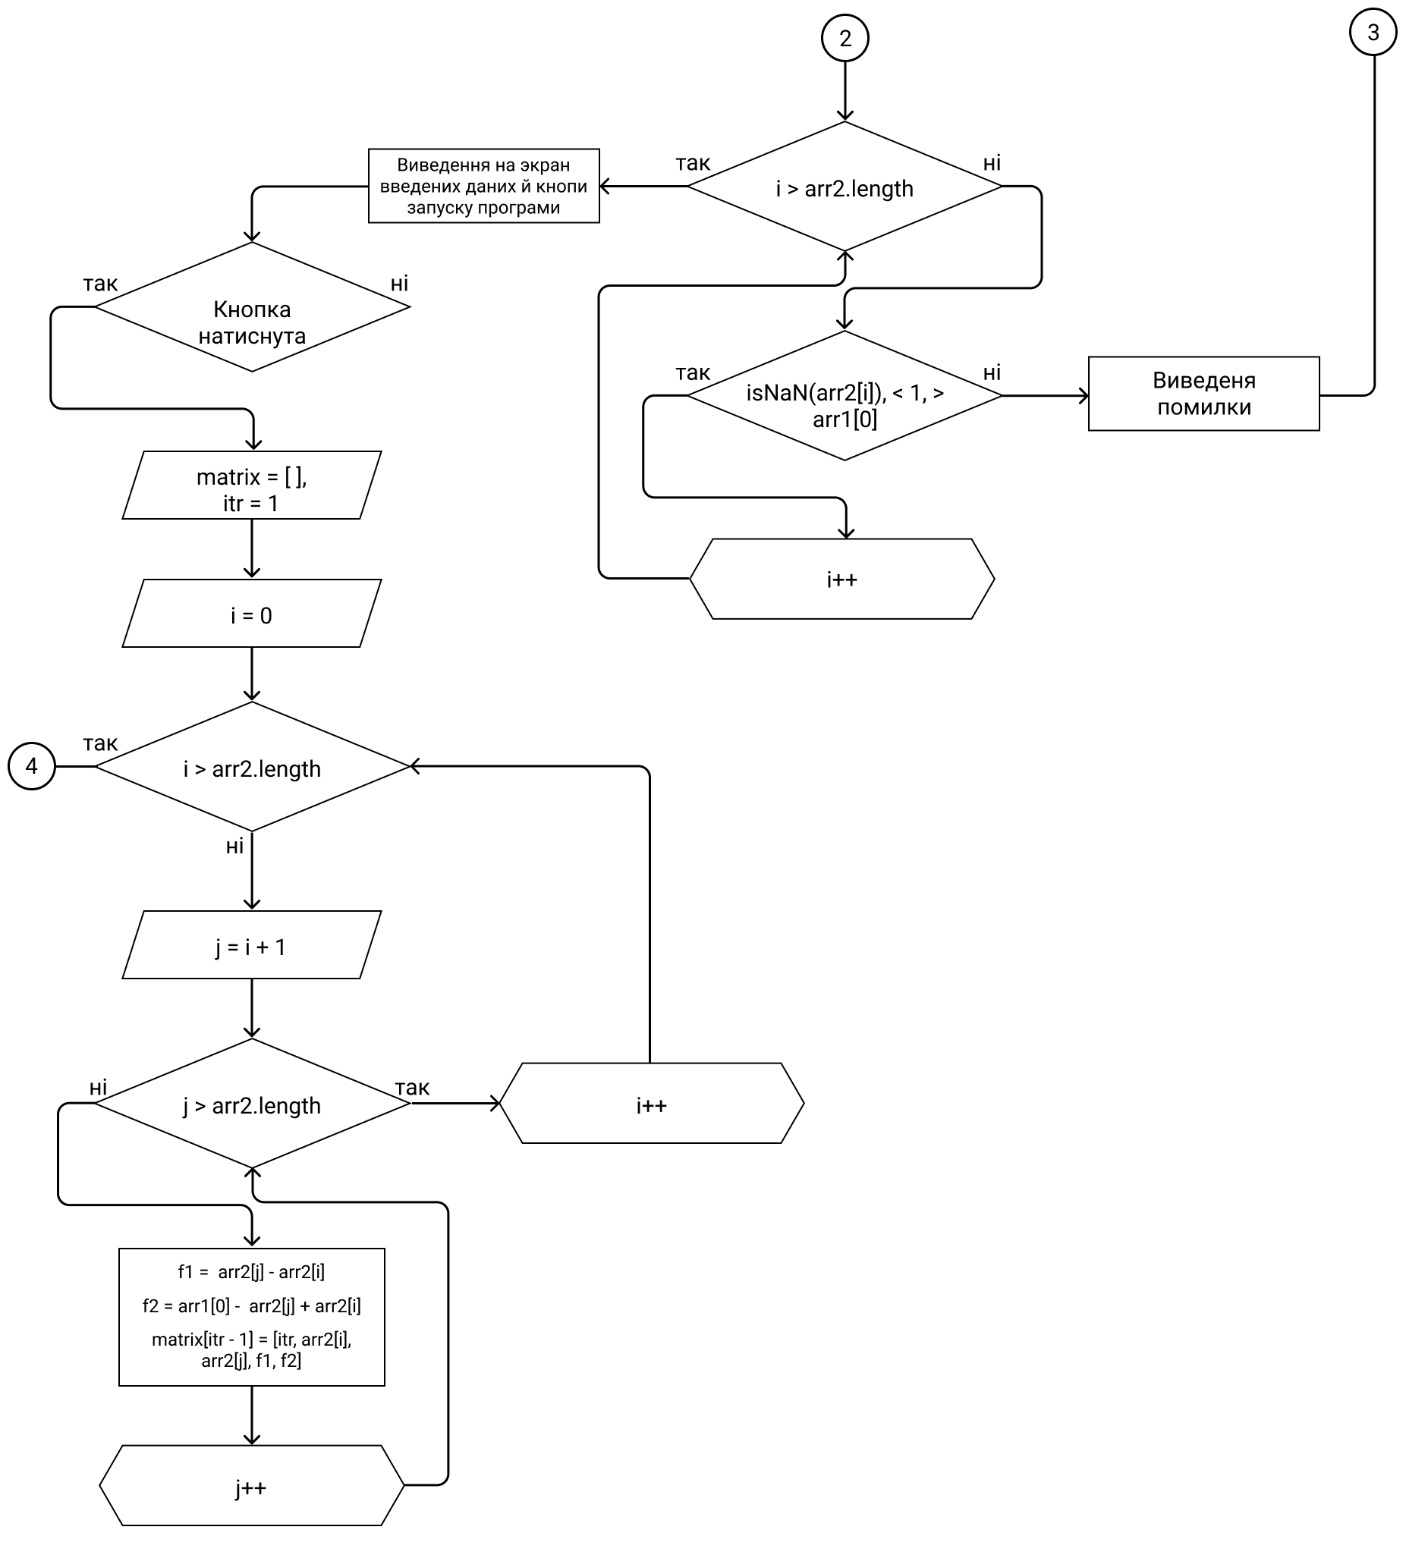 2
3
так
i > arr2.length
ні
Виведення на экран
введених даних й кнопи
запуску програми
так
Кнопка
натиснута
ні
так
isNaN(arr2[i]), < 1, >
arr1[0]
ні
Виведеня
помилки
i++
matrix = [ ],
itr = 1
i = 0
4
так
i > arr2.length
ні
j = i + 1
ні
j > arr2.length
так
i++
f1 = arr2[j] - arr2[i]
f2 = arr1[0] - arr2[j] + arr2[i]
matrix[itr - 1] = [itr, arr2[i],
arr2[j], f1, f2]
j++